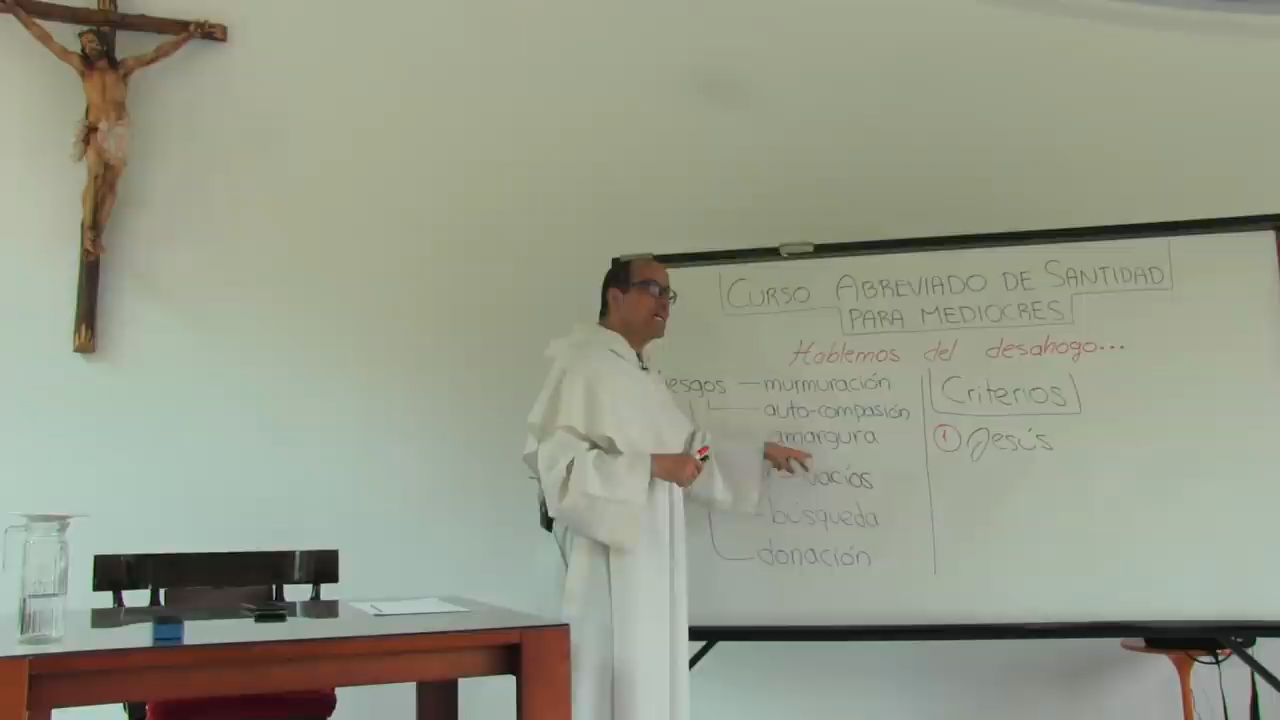 CURSO ABREVIADO DE SANTIDAD
PARA MEDIOCRES
Hablemos del desahogo...
esgos — murmuración
auto-compasión
amargura
vacíos
búsqueda
donación
Criterios
1 Jesús